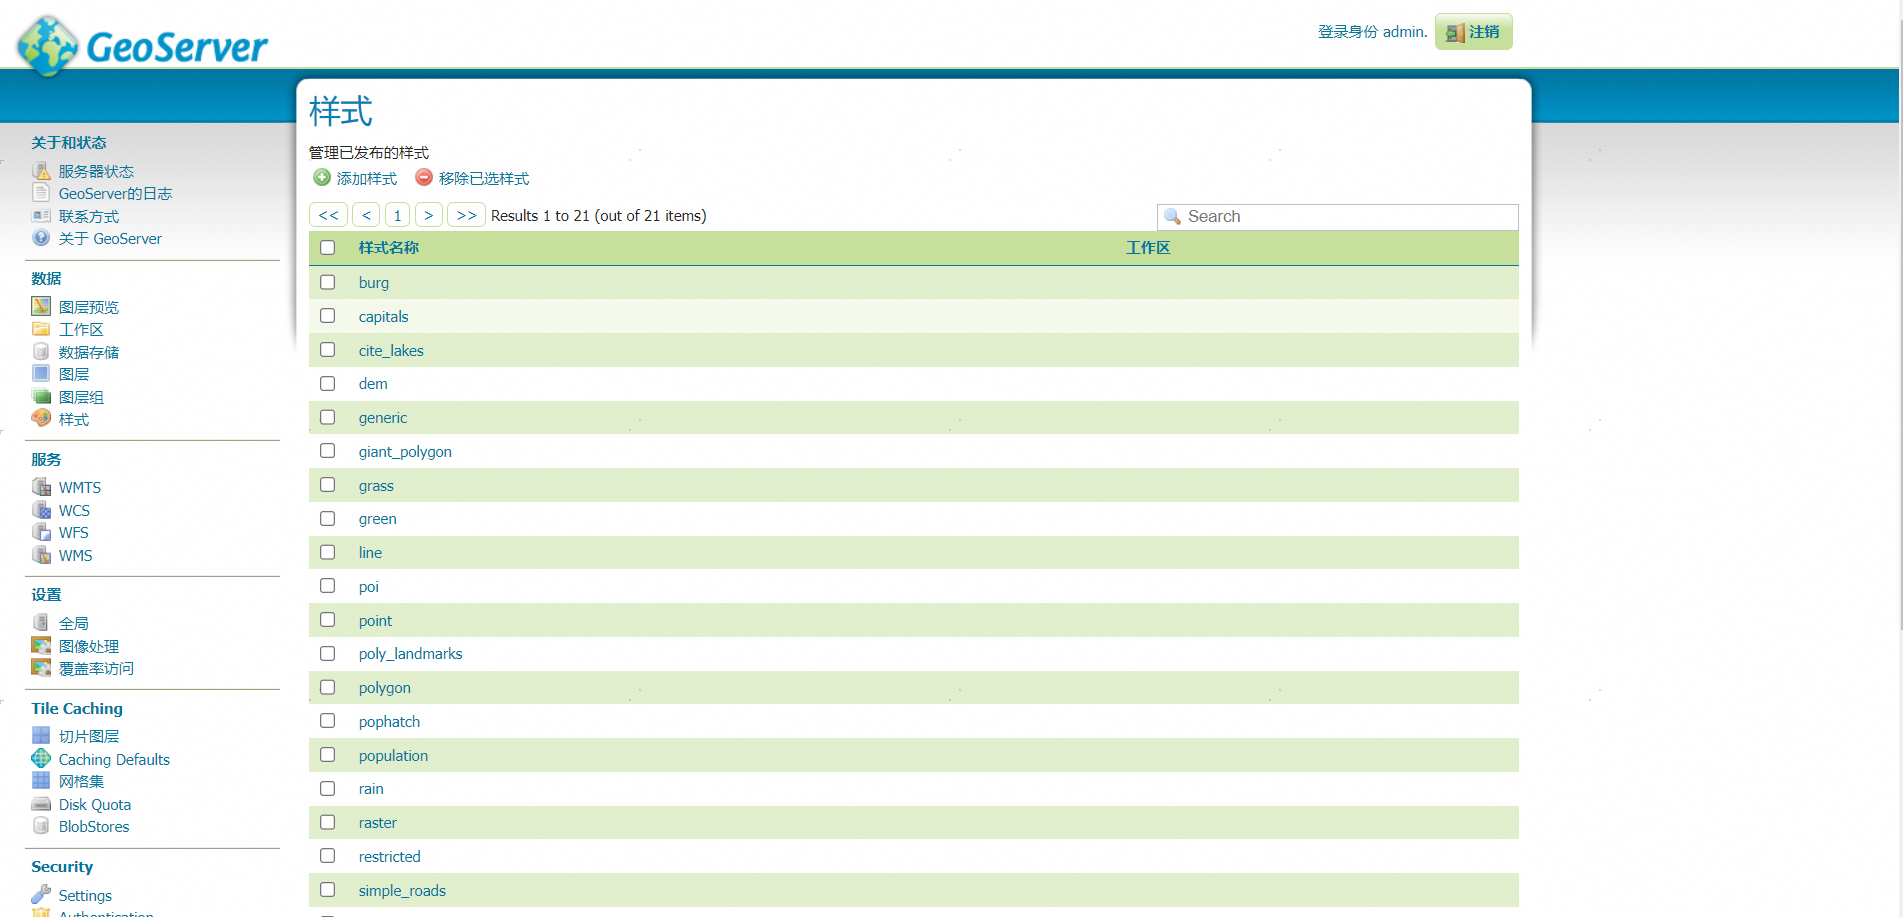 GeoServer
登录身份 admin.
注销
关于和状态
服务器状态
GeoServer的日志
联系方式
关于 GeoServer
数据
图层预览
工作区
数据存储
图层
图层组
样式
服务
WMTS
WCS
WFS
WMS
设置
全局
图像处理
覆盖率访问
Tile Caching
切片图层
Caching Defaults
网格集
Disk Quota
BlobStores
Security
Settings
Authentication
样式
管理已发布的样式
添加样式 移除已选样式
<< < 1 > >> Results 1 to 21 (out of 21 items)
Search
样式名称 工作区
burg
capitals
cite_lakes
dem
generic
giant_polygon
grass
green
line
poi
point
poly_landmarks
polygon
pophatch
population
rain
raster
restricted
simple_roads